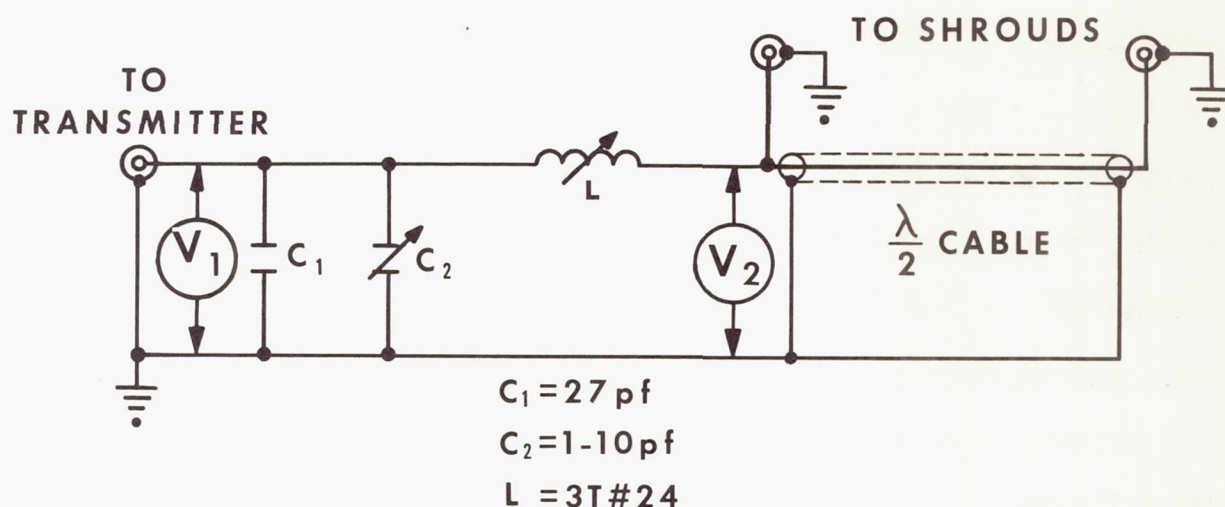 TO SHROUDS
TO
TRANSMITTER
L
V₁
C₁
C₂
V₂
λ/2 CABLE
C₁ = 27 pf
C₂ = 1-10 pf
L = 3T #24